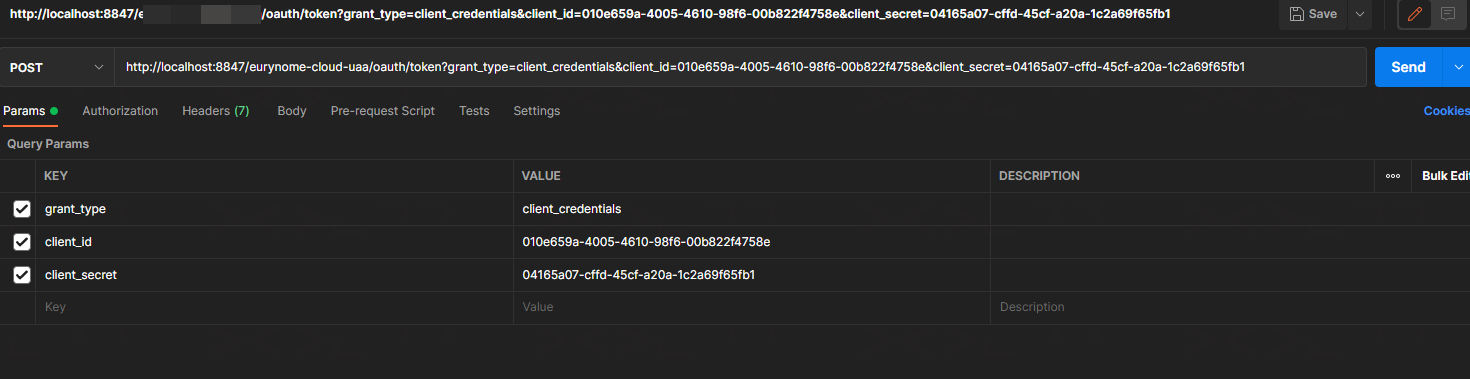 http://localhost:8847/e /oauth/token?grant_type=client_credentials&client_id=010e659a-4005-4610-98f6-00b822f4758e&client_secret=04165a07-cffd-45cf-a20a-1c2a69f65fb1 Save
POST http://localhost:8847/eurynome-cloud-uaa/oauth/token?grant_type=client_credentials&client_id=010e659a-4005-4610-98f6-00b822f4758e&client_secret=04165a07-cffd-45cf-a20a-1c2a69f65fb1 Send
Params Authorization Headers (7) Body Pre-request Script Tests Settings Cookies
Query Params
KEY VALUE DESCRIPTION ooo Bulk Edit
grant_type client_credentials
client_id 010e659a-4005-4610-98f6-00b822f4758e
client_secret 04165a07-cffd-45cf-a20a-1c2a69f65fb1
Key Value Description